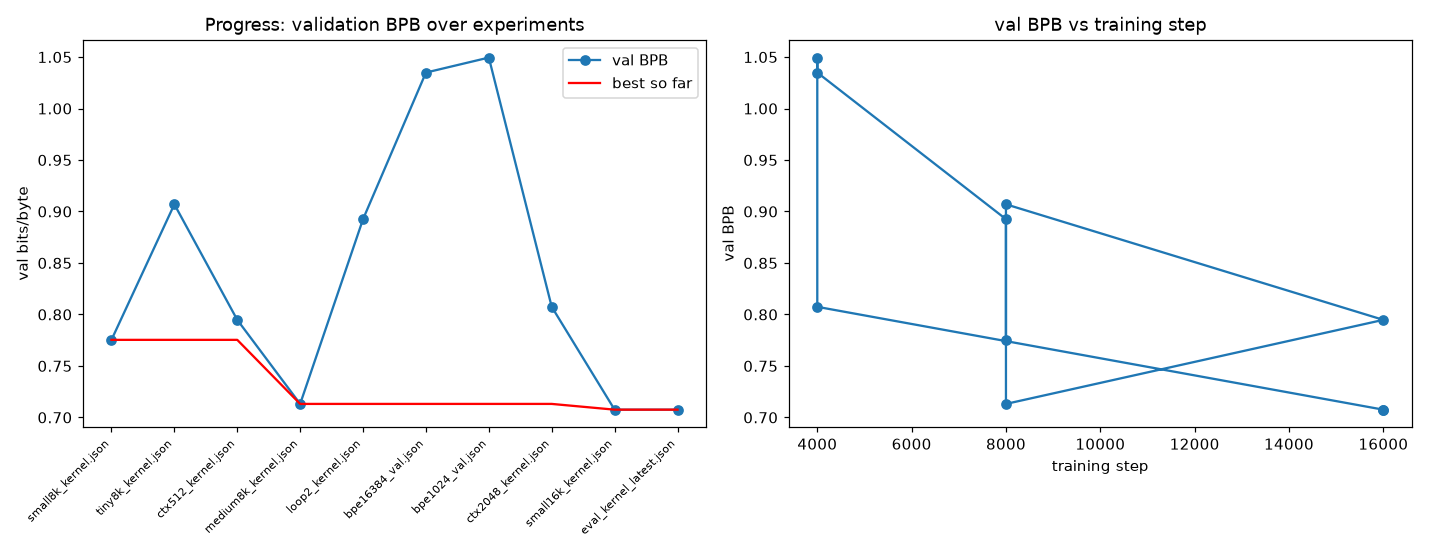 Progress: validation BPB over experiments
val bits/byte
1.05
1.00
0.95
0.90
0.85
0.80
0.75
0.70
val BPB
best so far
small8k_kernel.json
tiny8k_kernel.json
ctx512_kernel.json
medium8k_kernel.json
loop2_kernel.json
bpe16384_val.json
bpe1024_val.json
ctx2048_kernel.json
small16k_kernel.json
eval_kernel_latest.json
val BPB vs training step
val BPB
1.05
1.00
0.95
0.90
0.85
0.80
0.75
0.70
4000
6000
8000
10000
12000
14000
16000
training step